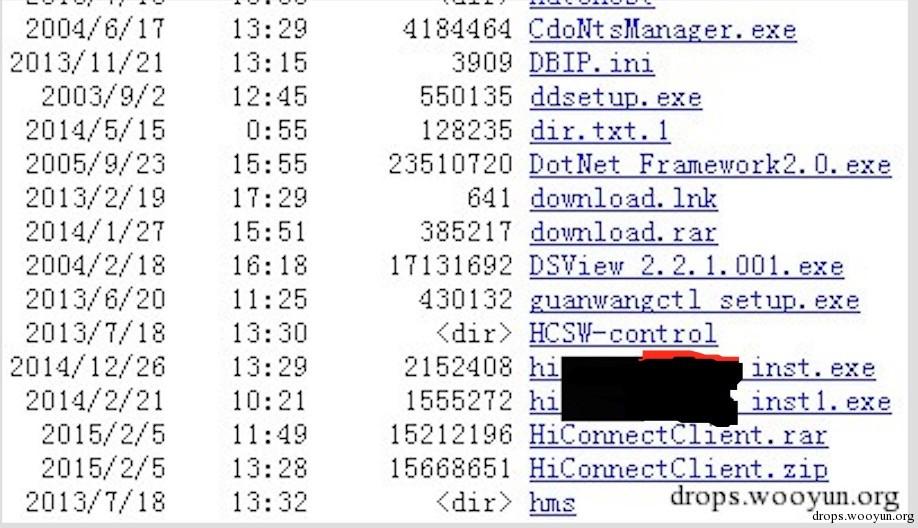 2004/6/17 13:29 4184464 CdoNtsManager.exe
2013/11/21 13:15 3909 DBIP.ini
2003/9/2 12:45 550135 ddsetup.exe
2014/5/15 0:55 128235 dir.txt.1
2005/9/23 15:55 23510720 DotNet Framework2.0.exe
2013/2/19 17:29 641 download.lnk
2014/1/27 15:51 385217 download.rar
2004/2/18 16:18 17131692 DSView 2.2.1.001.exe
2013/6/20 11:25 430132 guanwangctl setup.exe
2013/7/18 13:30 <dir> HCSW-control
2014/12/26 13:29 2152408 hi inst.exe
2014/2/21 10:21 1555272 hi inst1.exe
2015/2/5 11:49 15212196 HiConnectClient.rar
2015/2/5 13:28 15668651 HiConnectClient.zip
2013/7/18 13:32 <dir> hms
drops.wooyun.org
drops.wooyun.org